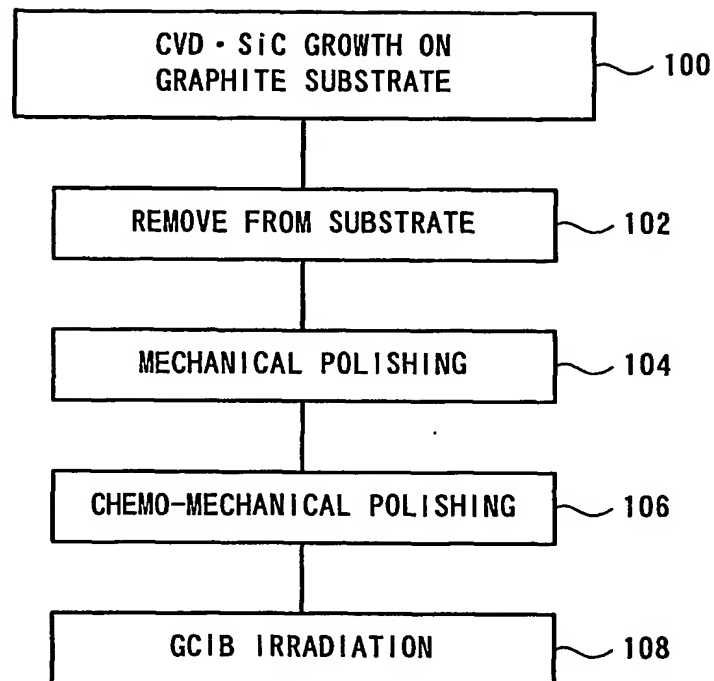 CVD・SiC GROWTH ON
GRAPHITE SUBSTRATE
100
REMOVE FROM SUBSTRATE
102
MECHANICAL POLISHING
104
CHEMO-MECHANICAL POLISHING
106
GCIB IRRADIATION
108